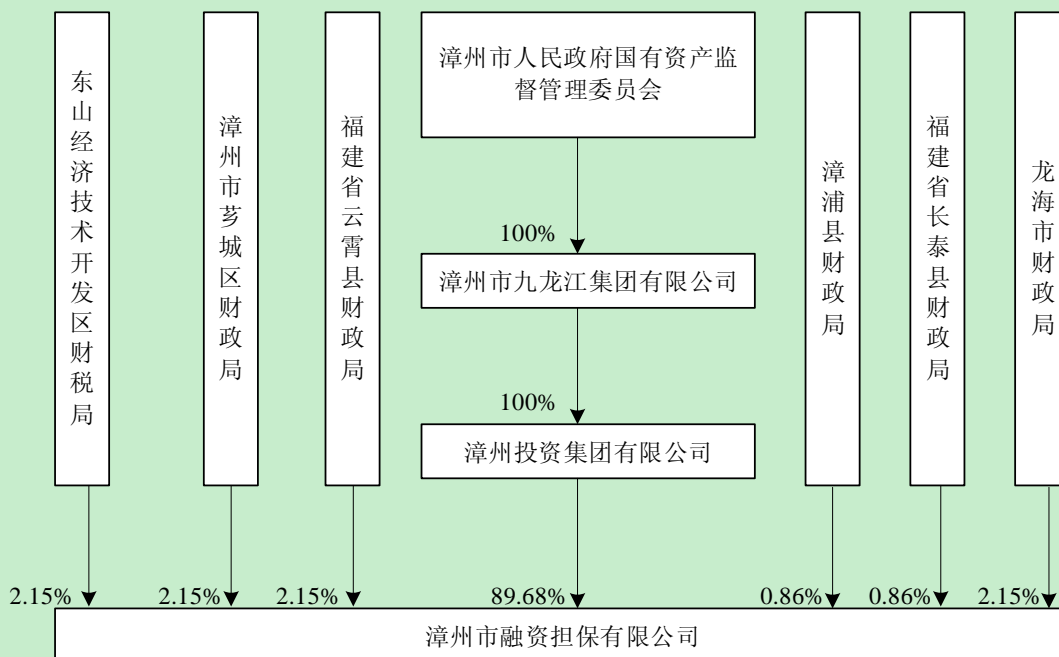 东山经济技术开发区财税局
漳州市芗城区财政局
福建省云霄县财政局
漳州市人民政府国有资产监
督管理委员会
漳浦县财政局
福建省长泰县财政局
龙海市财政局
100%
漳州市九龙江集团有限公司
100%
漳州投资集团有限公司
2.15%
2.15%
2.15%
89.68%
0.86%
0.86%
2.15%
漳州市融资担保有限公司